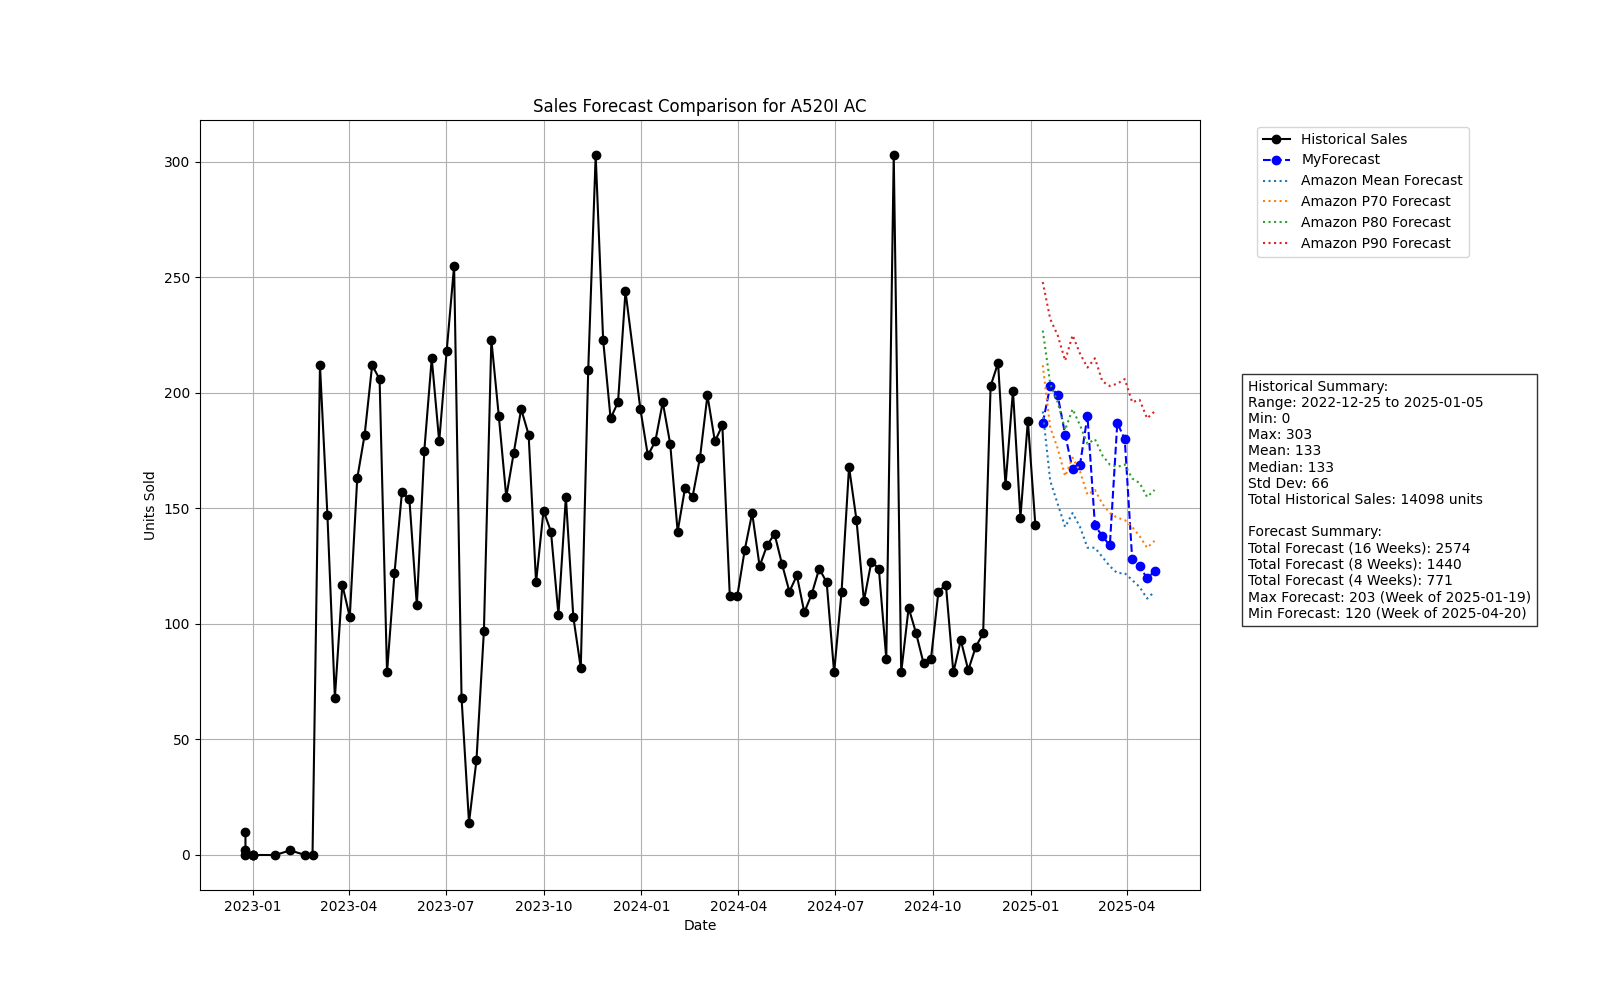 Sales Forecast Comparison for A520I AC
Historical Sales
MyForecast
Amazon Mean Forecast
Amazon P70 Forecast
Amazon P80 Forecast
Amazon P90 Forecast
300
250
200
150
100
50
0
Units Sold
2023-01
2023-04
2023-07
2023-10
2024-01
2024-04
2024-07
2024-10
2025-01
2025-04
Date
Historical Summary:
Range: 2022-12-25 to 2025-01-05
Min: 0
Max: 303
Mean: 133
Median: 133
Std Dev: 66
Total Historical Sales: 14098 units
Forecast Summary:
Total Forecast (16 Weeks): 2574
Total Forecast (8 Weeks): 1440
Total Forecast (4 Weeks): 771
Max Forecast: 203 (Week of 2025-01-19)
Min Forecast: 120 (Week of 2025-04-20)